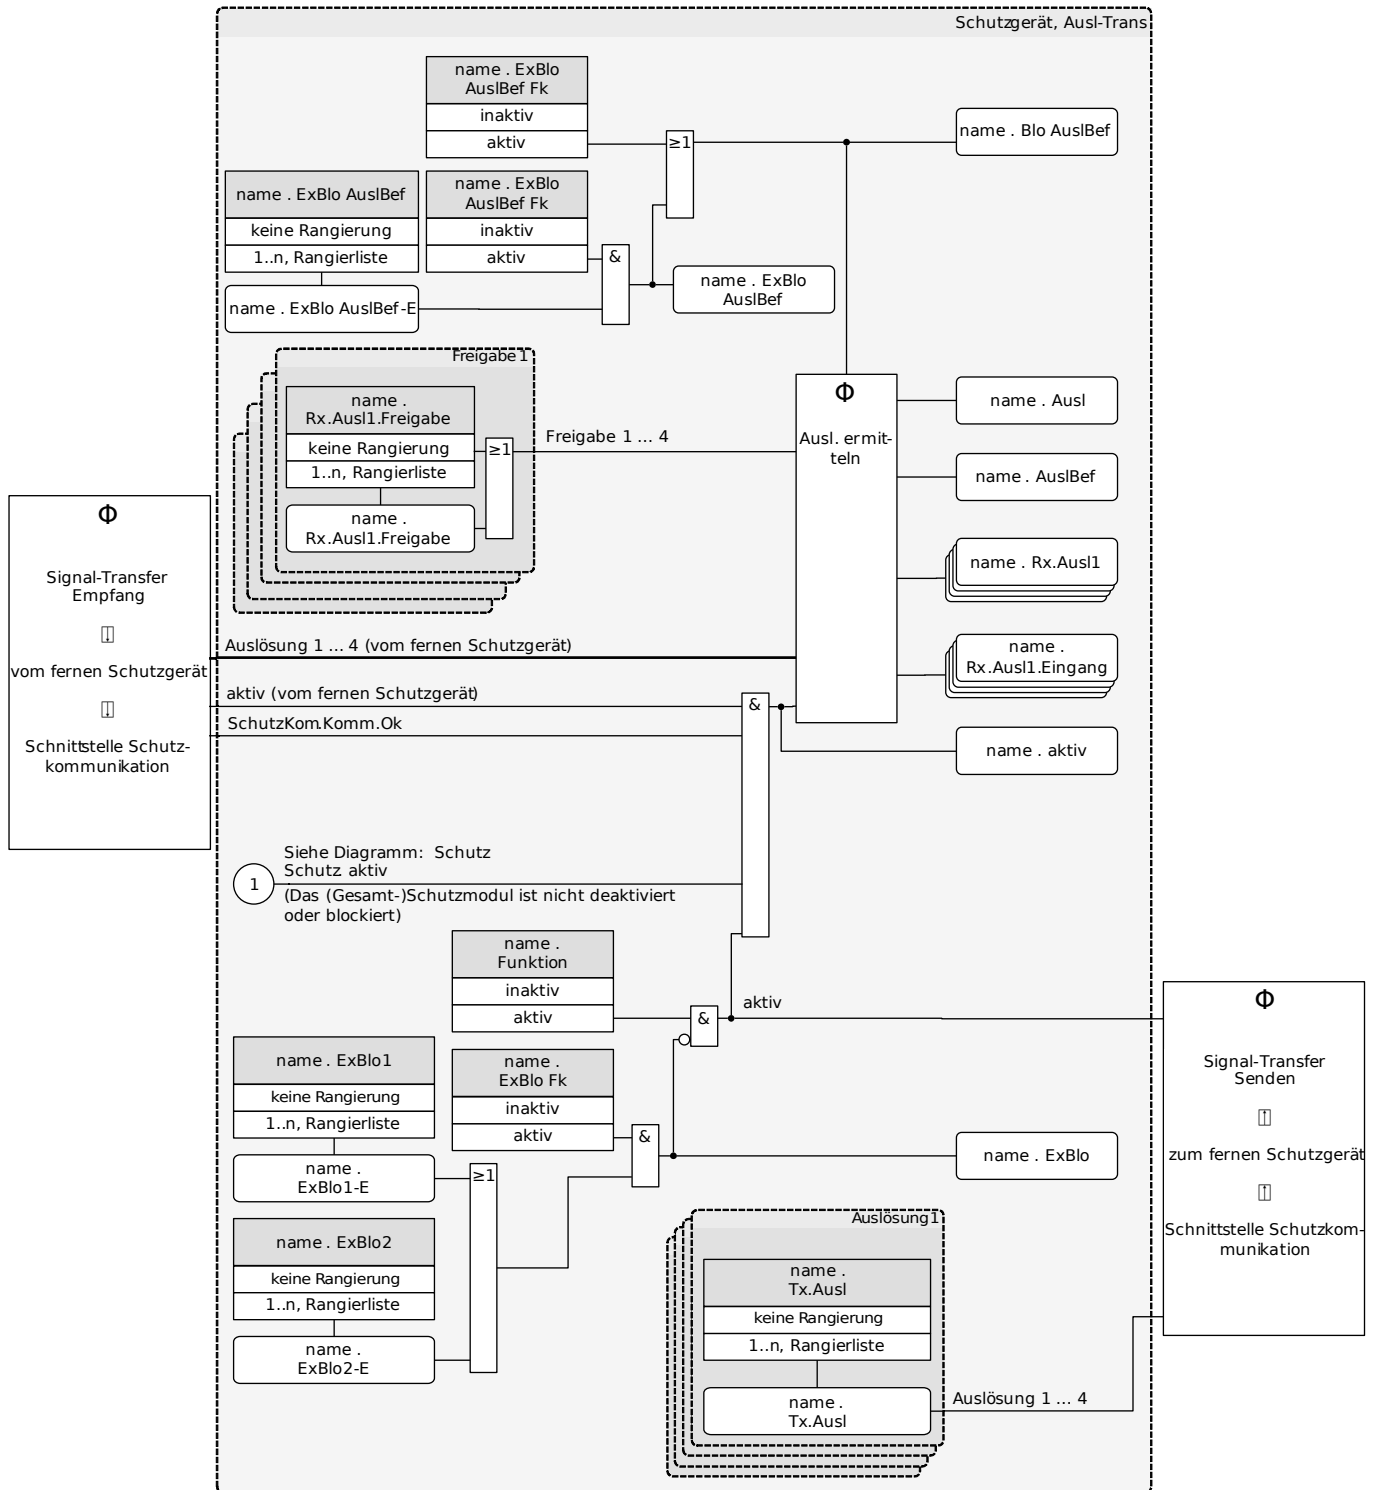 Schutzgerät, Ausl-Trans
name . ExBlo
AuslBef Fk
inaktiv
aktiv
≥1
name . Blo AuslBef
name . ExBlo AuslBef
keine Rangierung
1..n, Rangierliste
name . ExBlo AuslBef-E
name . ExBlo
AuslBef Fk
inaktiv
aktiv
&
name . ExBlo
AuslBef
Freigabe 1
name .
Rx.Ausl1.Freigabe
keine Rangierung
1..n, Rangierliste
name .
Rx.Ausl1.Freigabe
≥1
Freigabe 1 ... 4
Φ
Ausl. ermit-
teln
name . Ausl
name . AuslBef
name . Rx.Ausl1
name .
Rx.Ausl1.Eingang
name . aktiv
Φ
Signal-Transfer
Empfang
vom fernen Schutzgerät
Schnittstelle Schutz-
kommunikation
Auslösung 1 ... 4 (vom fernen Schutzgerät)
aktiv (vom fernen Schutzgerät)
SchutzKom.Komm.Ok
&
1
Siehe Diagramm: Schutz
Schutz aktiv
(Das (Gesamt-)Schutzmodul ist nicht deaktiviert
oder blockiert)
name .
Funktion
inaktiv
aktiv
&
aktiv
name . ExBlo1
keine Rangierung
1..n, Rangierliste
name .
ExBlo1-E
name .
ExBlo Fk
inaktiv
aktiv
&
name . ExBlo
≥1
name . ExBlo2
keine Rangierung
1..n, Rangierliste
name .
ExBlo2-E
Auslösung1
name .
Tx.Ausl
keine Rangierung
1..n, Rangierliste
name .
Tx.Ausl
Auslösung 1 ... 4
Φ
Signal-Transfer
Senden
zum fernen Schutzgerät
Schnittstelle Schutzkom-
munikation